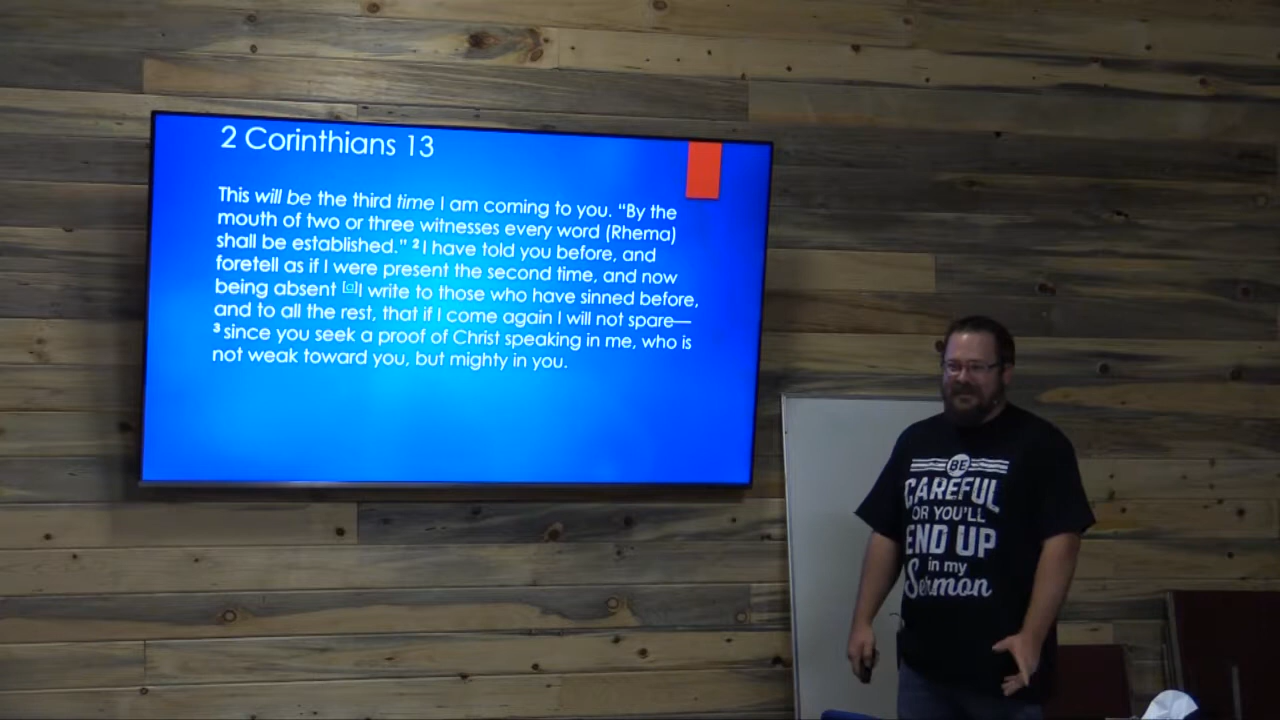 2 Corinthians 13
This will be the third time I am coming to you. “By the
mouth of two or three witnesses every word (Rhema)
shall be established.” 2 I have told you before, and
foretell as if I were present the second time, and now
being absent [a]I write to those who have sinned before,
and to all the rest, that if I come again I will not spare—
3 since you seek a proof of Christ speaking in me, who is
not weak toward you, but mighty in you.
BE
CAREFUL
OR YOU'LL
END UP
in my
Sermon